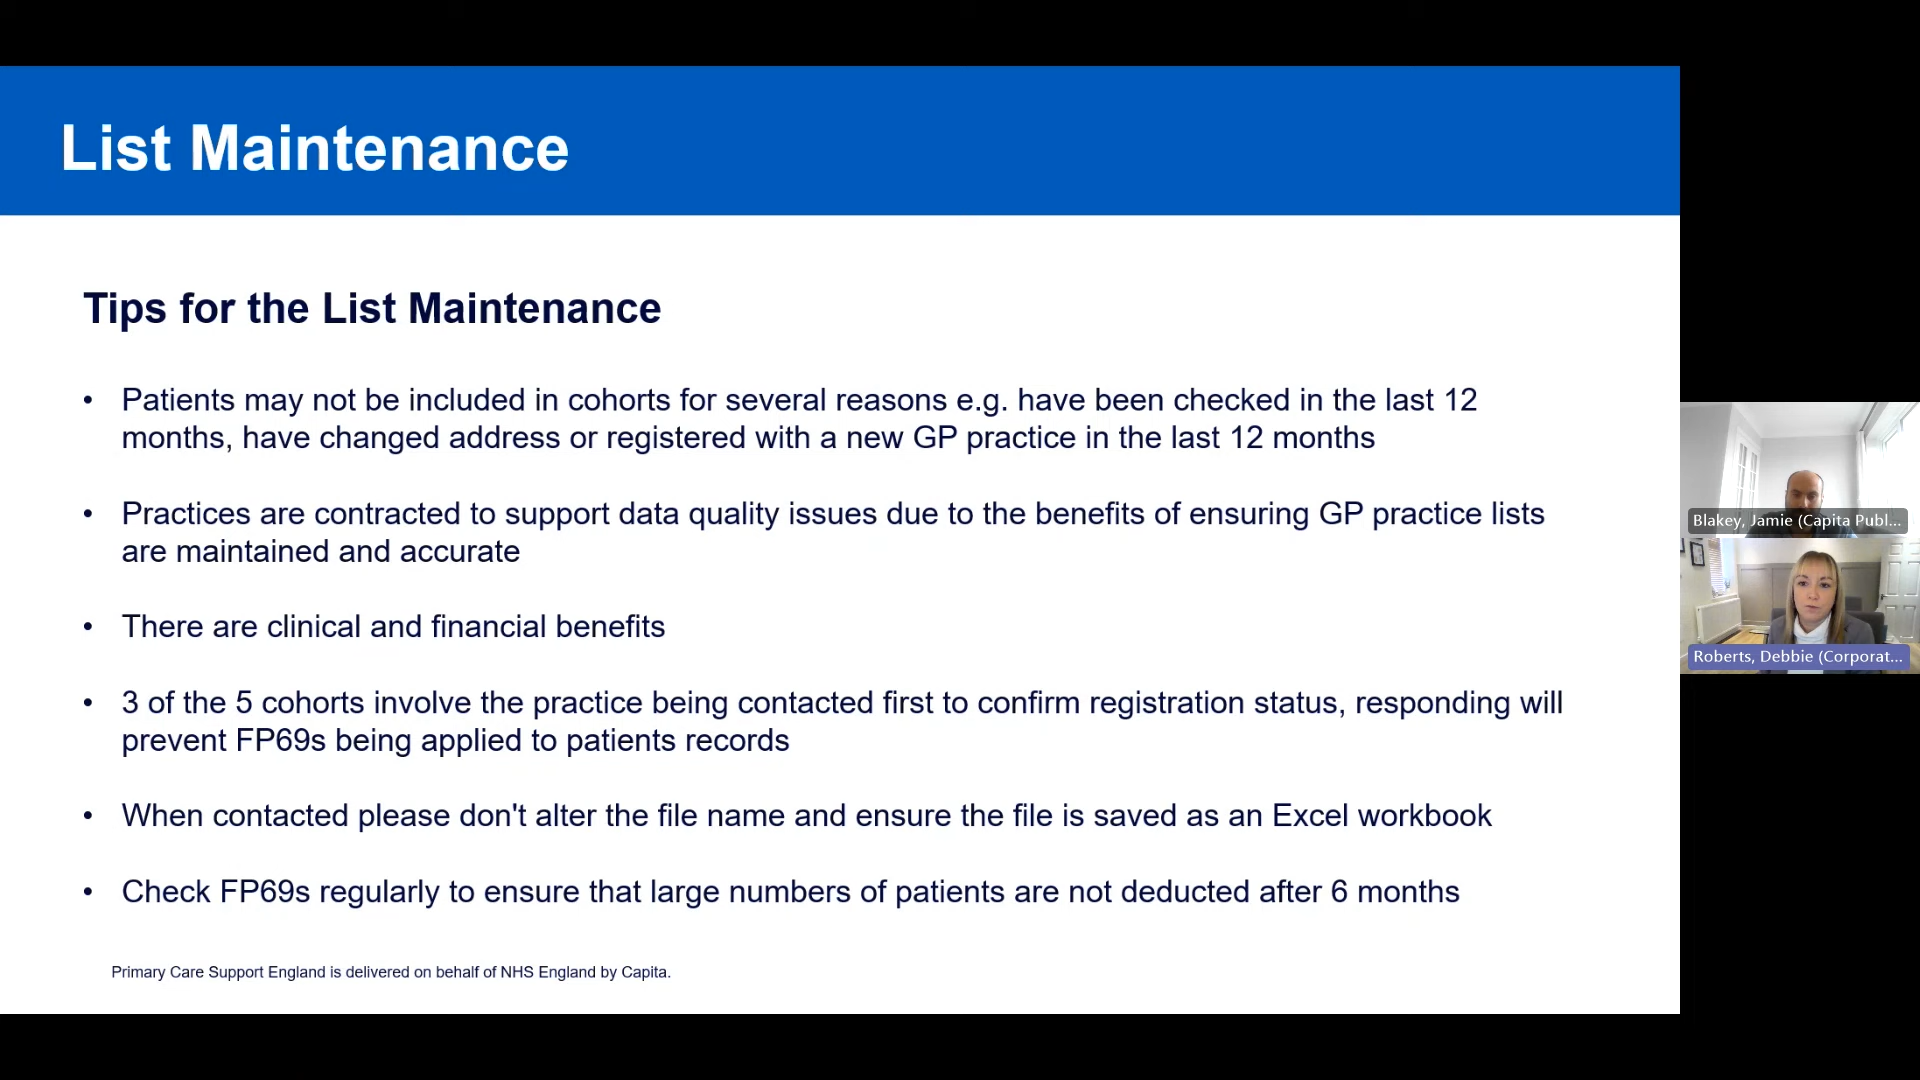 List Maintenance
Tips for the List Maintenance
• Patients may not be included in cohorts for several reasons e.g. have been checked in the last 12
months, have changed address or registered with a new GP practice in the last 12 months
• Practices are contracted to support data quality issues due to the benefits of ensuring GP practice lists
are maintained and accurate
• There are clinical and financial benefits
• 3 of the 5 cohorts involve the practice being contacted first to confirm registration status, responding will
prevent FP69s being applied to patients records
• When contacted please don't alter the file name and ensure the file is saved as an Excel workbook
• Check FP69s regularly to ensure that large numbers of patients are not deducted after 6 months
Primary Care Support England is delivered on behalf of NHS England by Capita.
Blakey, Jamie (Capita Publ...
Roberts, Debbie (Corporat...